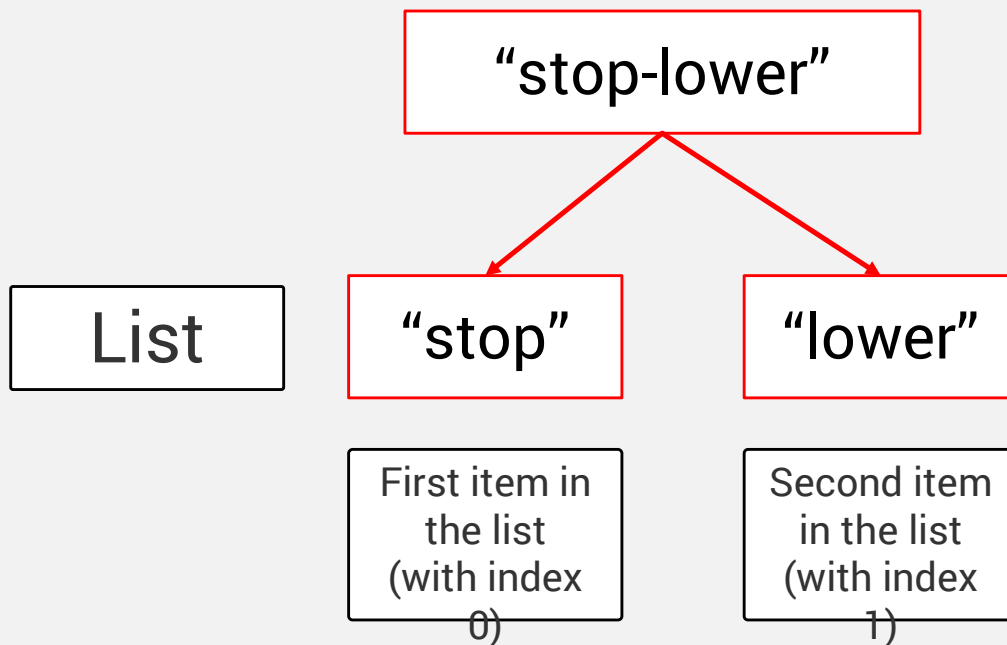 “stop-lower”
List
“stop”
“lower”
First item in
the list
(with index
0)
Second item
in the list
(with index
1)